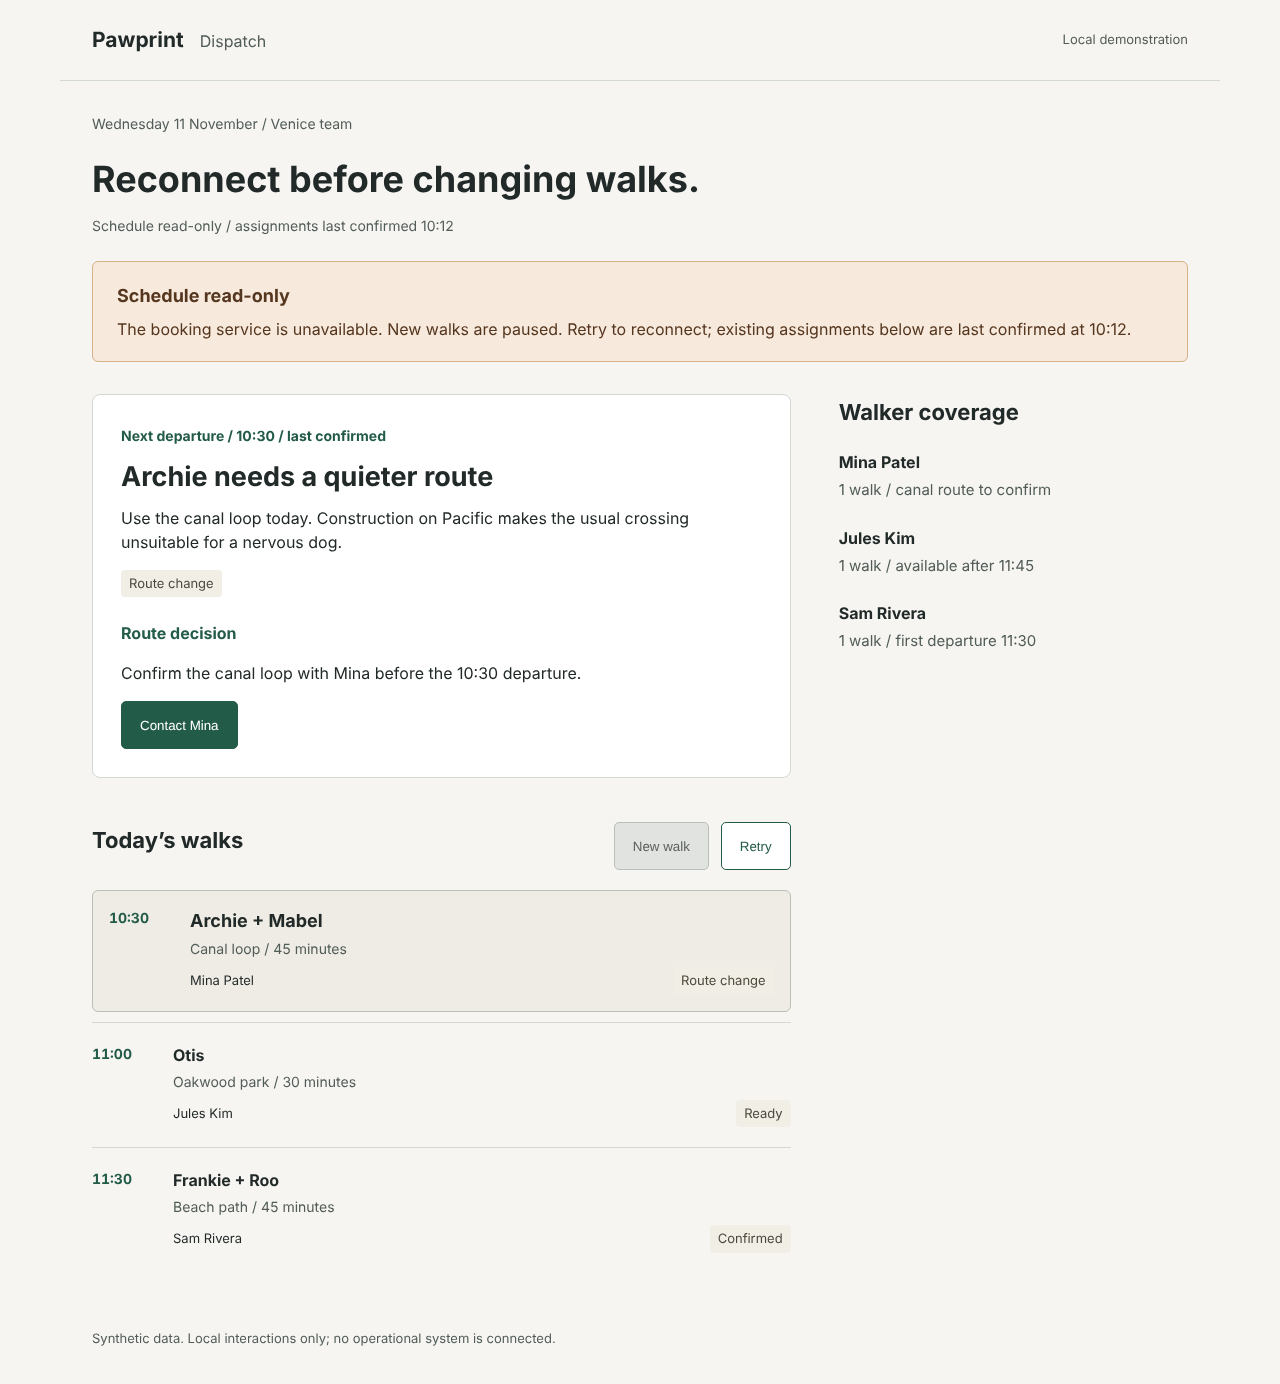 Pawprint Dispatch
Local demonstration
Wednesday 11 November / Venice team
Reconnect before changing walks.
Schedule read-only / assignments last confirmed 10:12
Schedule read-only
The booking service is unavailable. New walks are paused. Retry to reconnect; existing assignments below are last confirmed at 10:12.
Next departure / 10:30 / last confirmed
Archie needs a quieter route
Use the canal loop today. Construction on Pacific makes the usual crossing
unsuitable for a nervous dog.
Route change
Route decision
Confirm the canal loop with Mina before the 10:30 departure.
Contact Mina
Walker coverage
Mina Patel
1 walk / canal route to confirm
Jules Kim
1 walk / available after 11:45
Sam Rivera
1 walk / first departure 11:30
Today’s walks
New walk
Retry
10:30
Archie + Mabel
Canal loop / 45 minutes
Mina Patel
Route change
11:00
Otis
Oakwood park / 30 minutes
Jules Kim
Ready
11:30
Frankie + Roo
Beach path / 45 minutes
Sam Rivera
Confirmed
Synthetic data. Local interactions only; no operational system is connected.